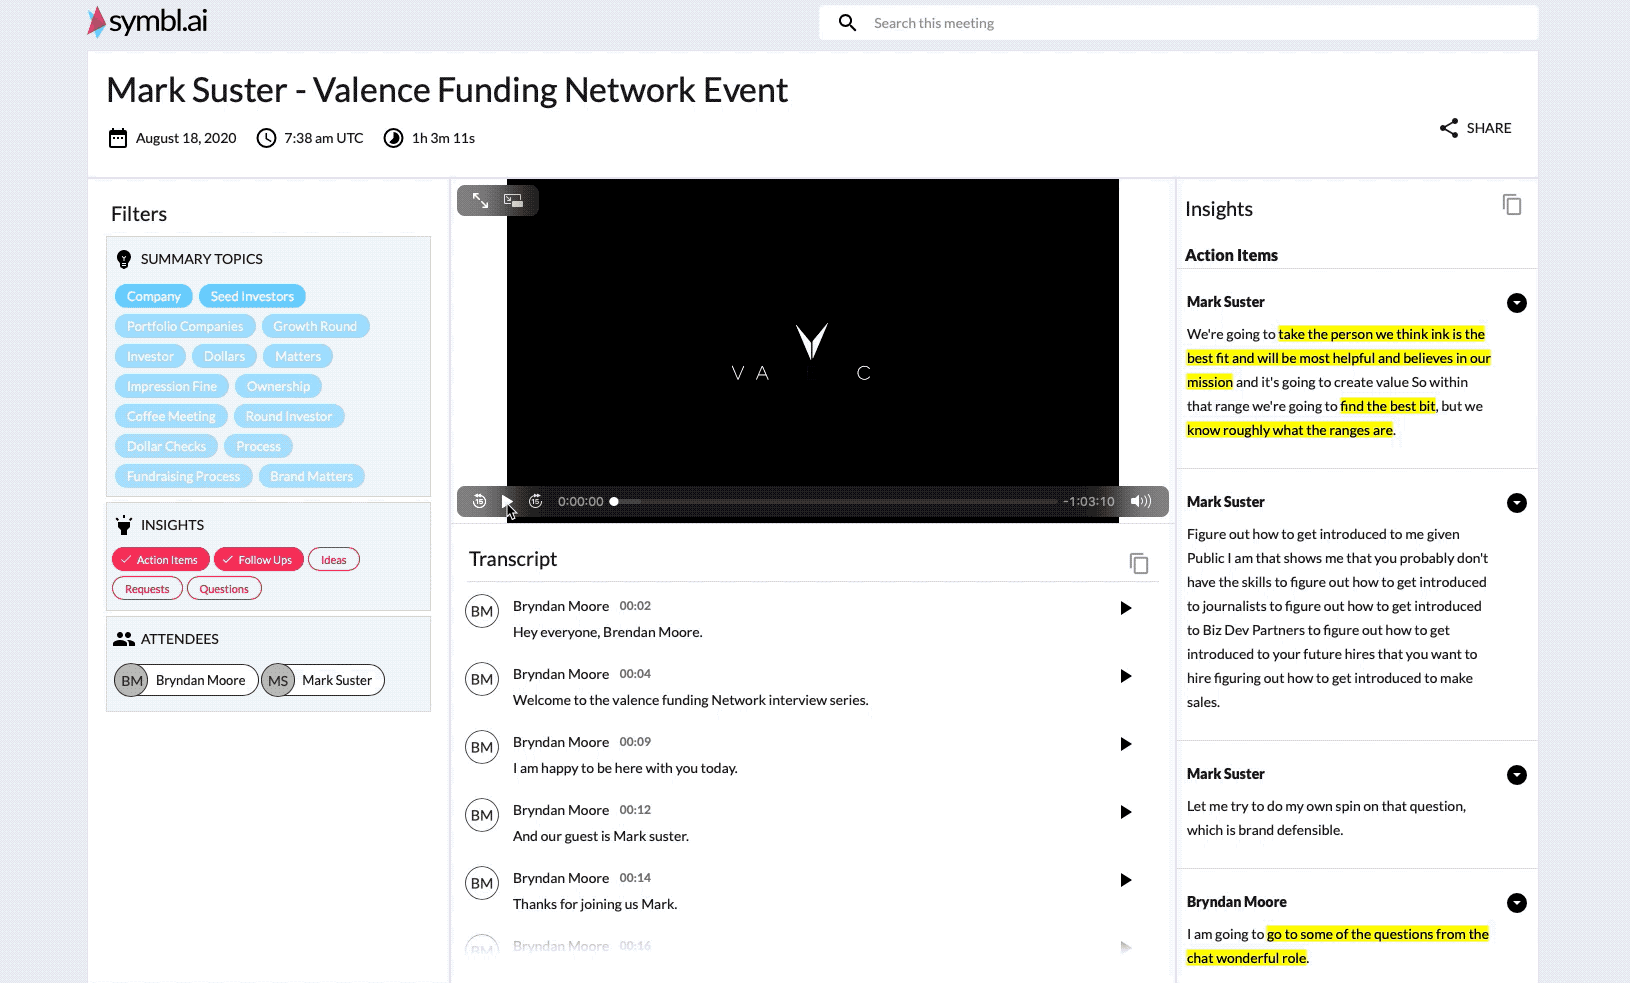 symbl.ai
Search this meeting
Mark Suster - Valence Funding Network Event
August 18, 2020 7:38 am UTC 1h 3m 11s
SHARE
Filters
SUMMARY TOPICS
Company Seed Investors
Portfolio Companies Growth Round
Investor Dollars Matters
Impression Fine Ownership
Coffee Meeting Round Investor
Dollar Checks Process
Fundraising Process Brand Matters
INSIGHTS
Action Items Follow Ups Ideas
Requests Questions
ATTENDEES
BM Bryndan Moore MS Mark Suster
V A C
15 15 0:00:00 -1:03:10
Transcript
BM Bryndan Moore 00:02
Hey everyone, Brendan Moore.
BM Bryndan Moore 00:04
Welcome to the valence funding Network interview series.
BM Bryndan Moore 00:09
I am happy to be here with you today.
BM Bryndan Moore 00:12
And our guest is Mark suster.
BM Bryndan Moore 00:14
Thanks for joining us Mark.
BM Bryndan Moore 00:16
Insights
Action Items
Mark Suster
We're going to take the person we think ink is the
best fit and will be most helpful and believes in our
mission and it's going to create value So within
that range we're going to find the best bit, but we
know roughly what the ranges are.
Mark Suster
Figure out how to get introduced to me given
Public I am that shows me that you probably don't
have the skills to figure out how to get introduced
to journalists to figure out how to get introduced
to Biz Dev Partners to figure out how to get
introduced to your future hires that you want to
hire figuring out how to get introduced to make
sales.
Mark Suster
Let me try to do my own spin on that question,
which is brand defensible.
Bryndan Moore
I am going to go to some of the questions from the
chat wonderful role.